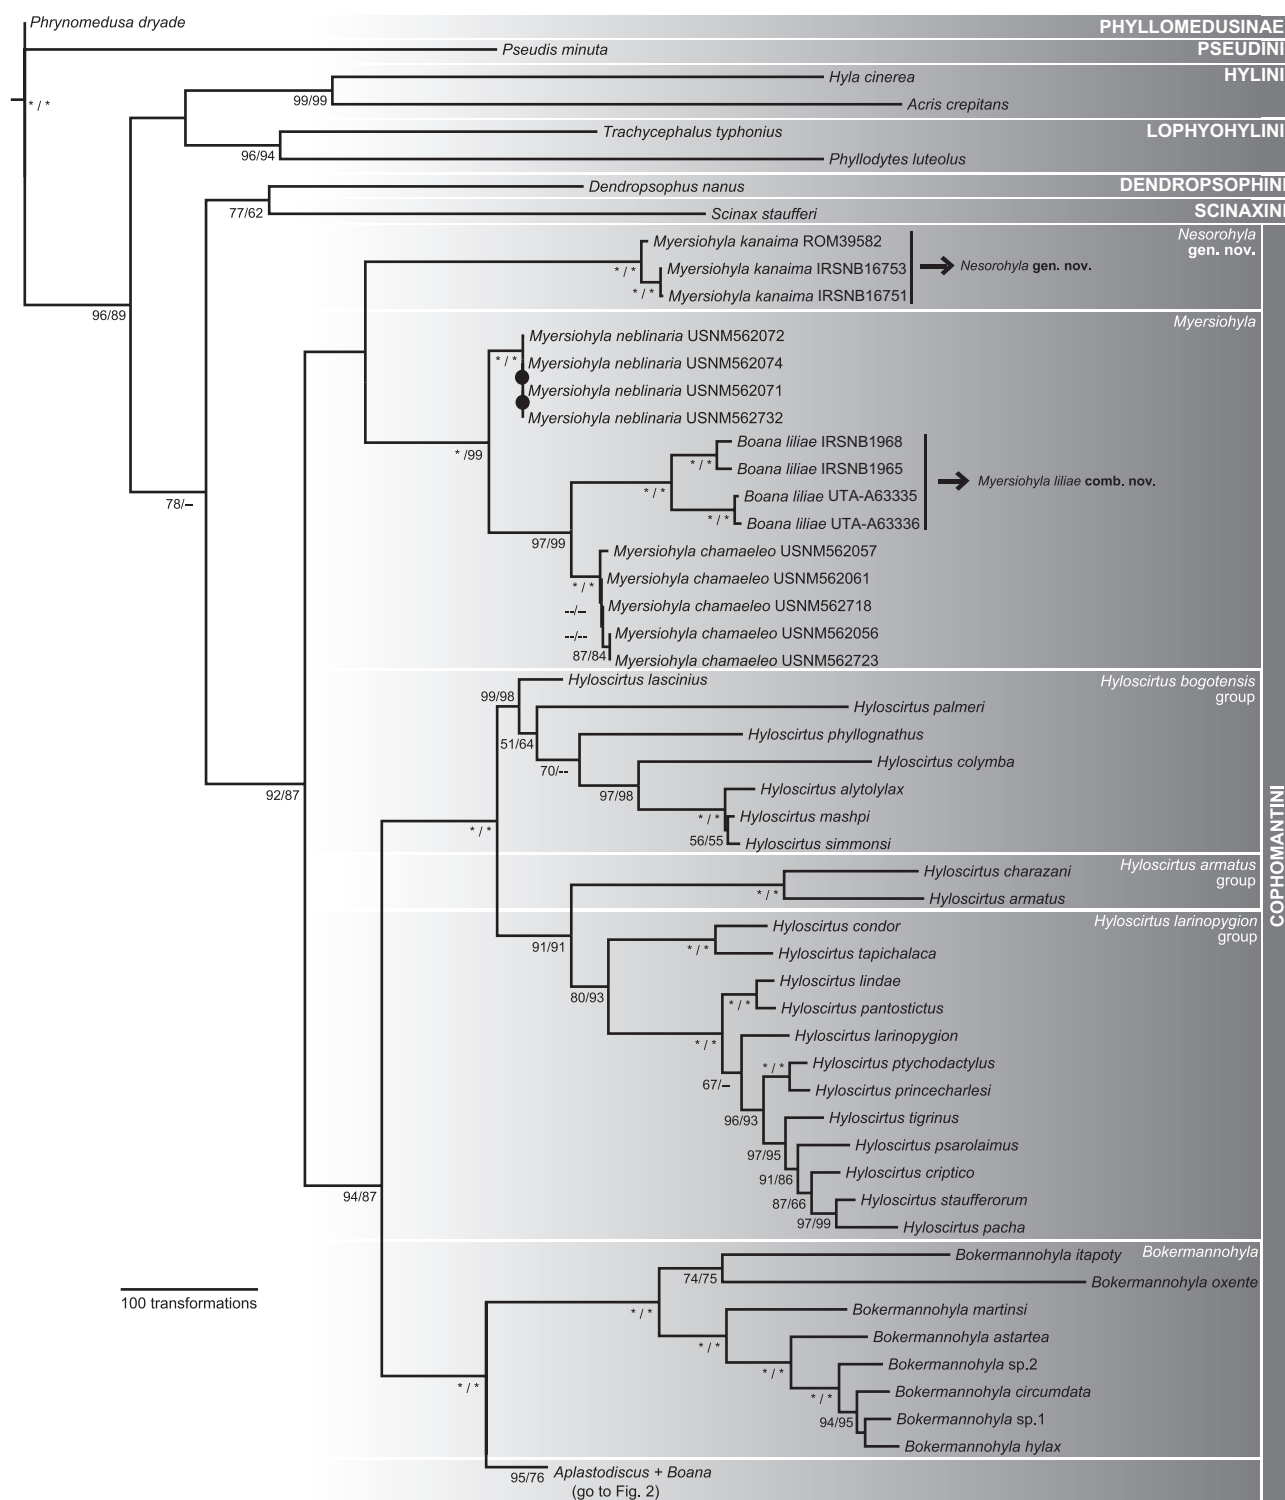 Phrynomedusa dryade
PHYLLOMEDUSINAE
Pseudis minuta
PSEUDINI
Hyla cinerea
HYLINI
99/99
* / *
Acris crepitans
Trachycephalus typhonius
LOPHYOHYLINI
96/94
Phyllodytes luteolus
Dendropsophus nanus
DENDROPSOPHINI
77/62
Scinax staufferi
SCINAXINI
Nesorohyla
gen. nov.
Myersiohyla kanaima ROM39582
* / *
Myersiohyla kanaima IRSNB16753
Nesorohyla gen. nov.
* / *
Myersiohyla kanaima IRSNB16751
96/89
Myersiohyla
Myersiohyla neblinaria USNM562072
* / *
Myersiohyla neblinaria USNM562074
Myersiohyla neblinaria USNM562071
Myersiohyla neblinaria USNM562732
* /99
Boana liliae IRSNB1968
* / *
Boana liliae IRSNB1965
* / *
Myersiohyla liliae comb. nov.
Boana liliae UTA-A63335
* / *
Boana liliae UTA-A63336
78/–
97/99
Myersiohyla chamaeleo USNM562057
Myersiohyla chamaeleo USNM562061
* / *
Myersiohyla chamaeleo USNM562718
--/–
Myersiohyla chamaeleo USNM562056
--/--
87/84
Myersiohyla chamaeleo USNM562723
Hyloscirtus lascinius
Hyloscirtus bogotensis
group
99/98
Hyloscirtus palmeri
51/64
Hyloscirtus phyllognathus
70/--
Hyloscirtus colymba
97/98
Hyloscirtus alytolylax
* / *
Hyloscirtus mashpi
56/55
Hyloscirtus simmonsi
92/87
* / *
COPHOMANTINI
Hyloscirtus armatus
group
Hyloscirtus charazani
* / *
Hyloscirtus armatus
Hyloscirtus larinopygion
group
Hyloscirtus condor
91/91
* / *
Hyloscirtus tapichalaca
80/93
Hyloscirtus lindae
* / *
Hyloscirtus pantostictus
* / *
Hyloscirtus larinopygion
Hyloscirtus ptychodactylus
* / *
67/–
Hyloscirtus princecharlesi
96/93
Hyloscirtus tigrinus
97/95
Hyloscirtus psarolaimus
91/86
Hyloscirtus criptico
87/66
Hyloscirtus staufferorum
97/99
Hyloscirtus pacha
94/87
Bokermannohyla itapoty
Bokermannohyla
74/75
Bokermannohyla oxente
100 transformations
* / *
Bokermannohyla martinsi
* / *
Bokermannohyla astartea
* / *
Bokermannohyla sp.2
* / *
Bokermannohyla circumdata
* / *
94/95
Bokermannohyla sp.1
Bokermannohyla hylax
95/76
Aplastodiscus + Boana
(go to Fig. 2)